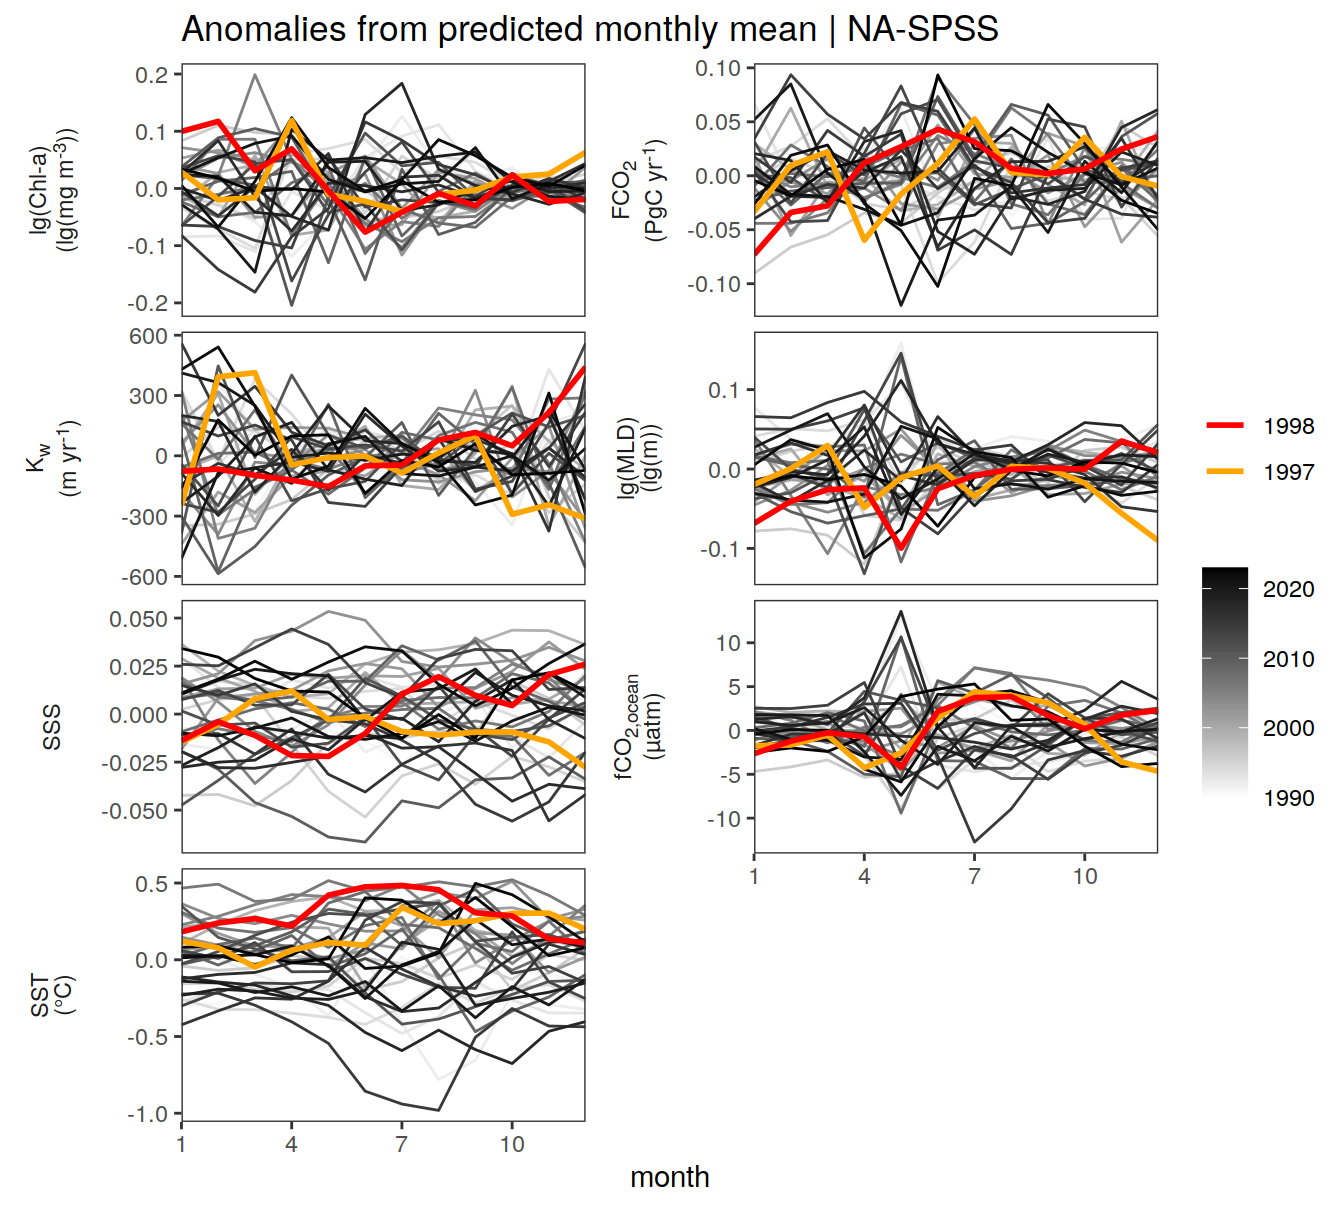 Anomalies from predicted monthly mean | NA-SPSS
lg(Chl-a)
(lg(mg m-3))
0.2
0.1
0.0
-0.1
-0.2
FCO2
(PgC yr-1)
0.10
0.05
0.00
-0.05
-0.10
Kw
(m yr-1)
600
300
0
-300
-600
lg(MLD)
(lg(m))
0.1
0.0
-0.1
SSS
0.050
0.025
0.000
-0.025
-0.050
fCO2,ocean
(µatm)
10
5
0
-5
-10
1 4 7 10
SST
(°C)
0.5
0.0
-0.5
-1.0
1 4 7 10
month
1998
1997
2020
2010
2000
1990